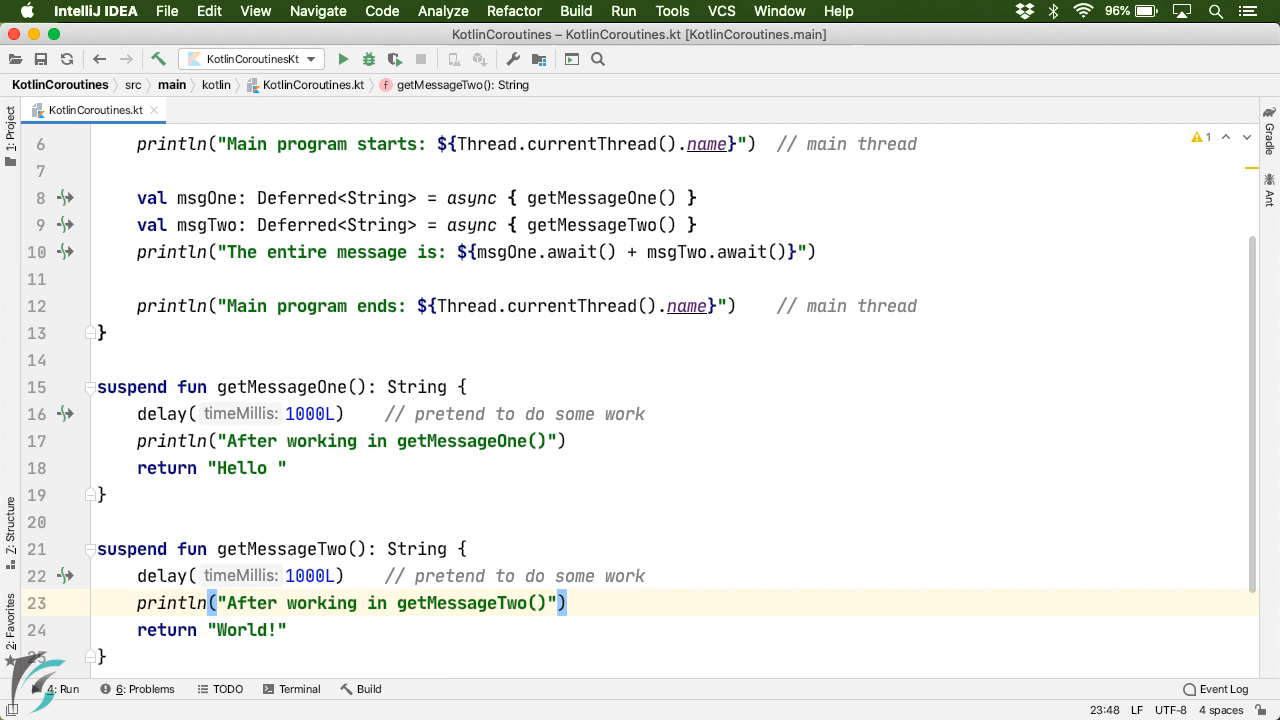 IntelliJ IDEA File Edit View Navigate Code Analyze Refactor Build Run Tools VCS Window Help 96%
KotlinCoroutines – KotlinCoroutines.kt [KotlinCoroutines.main]
KotlinCoroutinesKt
KotlinCoroutines src main kotlin KotlinCoroutines.kt f getMessageTwo(): String
KotlinCoroutines.kt
1: Project
Z: Structure
2: Favorites
Gradle
Ant
1
6 println("Main program starts: ${Thread.currentThread().name}") // main thread
7
8 val msgOne: Deferred<String> = async { getMessageOne() }
9 val msgTwo: Deferred<String> = async { getMessageTwo() }
10 println("The entire message is: ${msgOne.await() + msgTwo.await()}")
11
12 println("Main program ends: ${Thread.currentThread().name}") // main thread
13 }
14
15 suspend fun getMessageOne(): String {
16 delay( timeMillis: 1000L) // pretend to do some work
17 println("After working in getMessageOne()")
18 return "Hello "
19 }
20
21 suspend fun getMessageTwo(): String {
22 delay( timeMillis: 1000L) // pretend to do some work
23 println("After working in getMessageTwo()")
24 return "World!"
25 }
4: Run 6: Problems TODO Terminal Build Event Log
23:48 LF UTF-8 4 spaces